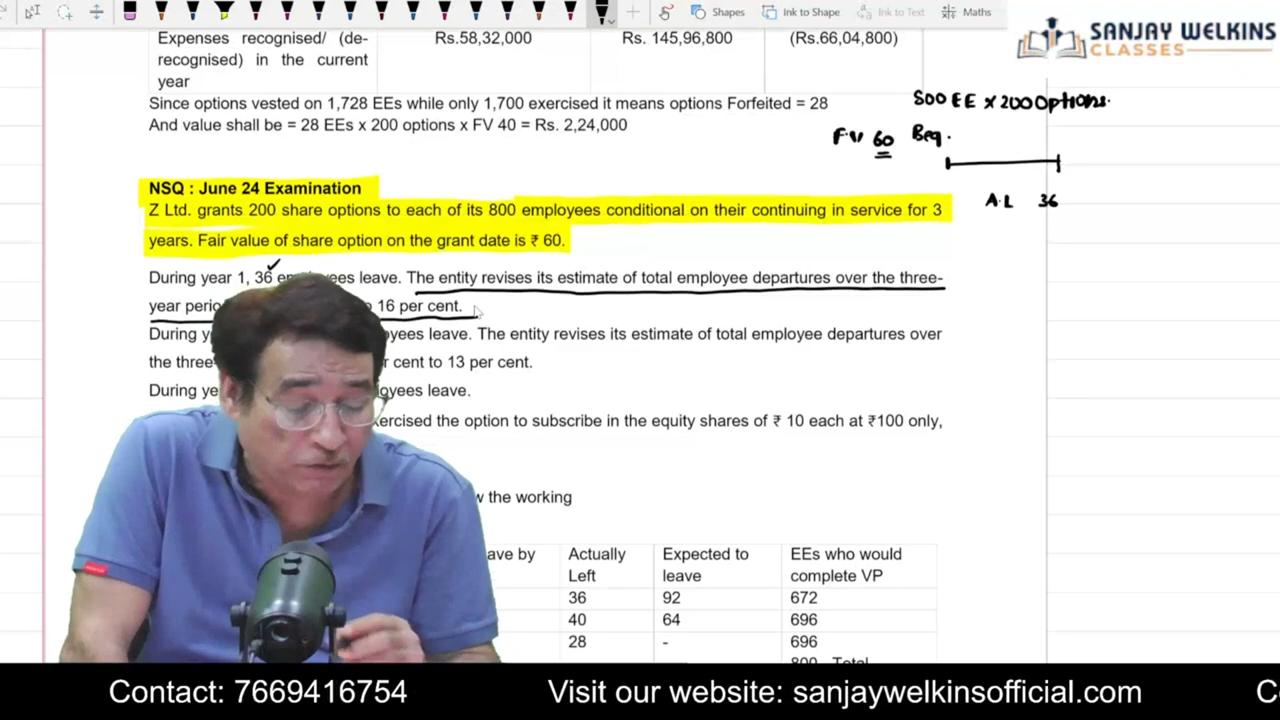 Shapes
Ink to Shape
Ink to Text
Maths
SANJAY WELKINS
CLASSES
Expenses recognised/ (de-
recognised) in the current
year
Rs.58,32,000
Rs. 145,96,800
(Rs.66,04,800)
Since options vested on 1,728 EEs while only 1,700 exercised it means options Forfeited = 28
And value shall be = 28 EEs x 200 options x FV 40 = Rs. 2,24,000
800 EE x 200 Options.
F.V 60 Beg.
A.L 36
NSQ : June 24 Examination
Z Ltd. grants 200 share options to each of its 800 employees conditional on their continuing in service for 3
years. Fair value of share option on the grant date is ₹ 60.
During year 1, 36 employees leave. The entity revises its estimate of total employee departures over the three-
year 16 per cent.
During leave. The entity revises its estimate of total employee departures over
the three- cent to 13 per cent.
During leave.
the option to subscribe in the equity shares of ₹ 10 each at ₹100 only,
the working
by
Actually
Left
Expected to
leave
EEs who would
complete VP
36 92 672
40 64 696
28 - 696
Contact: 7669416754 Visit our website: sanjaywelkinsofficial.com